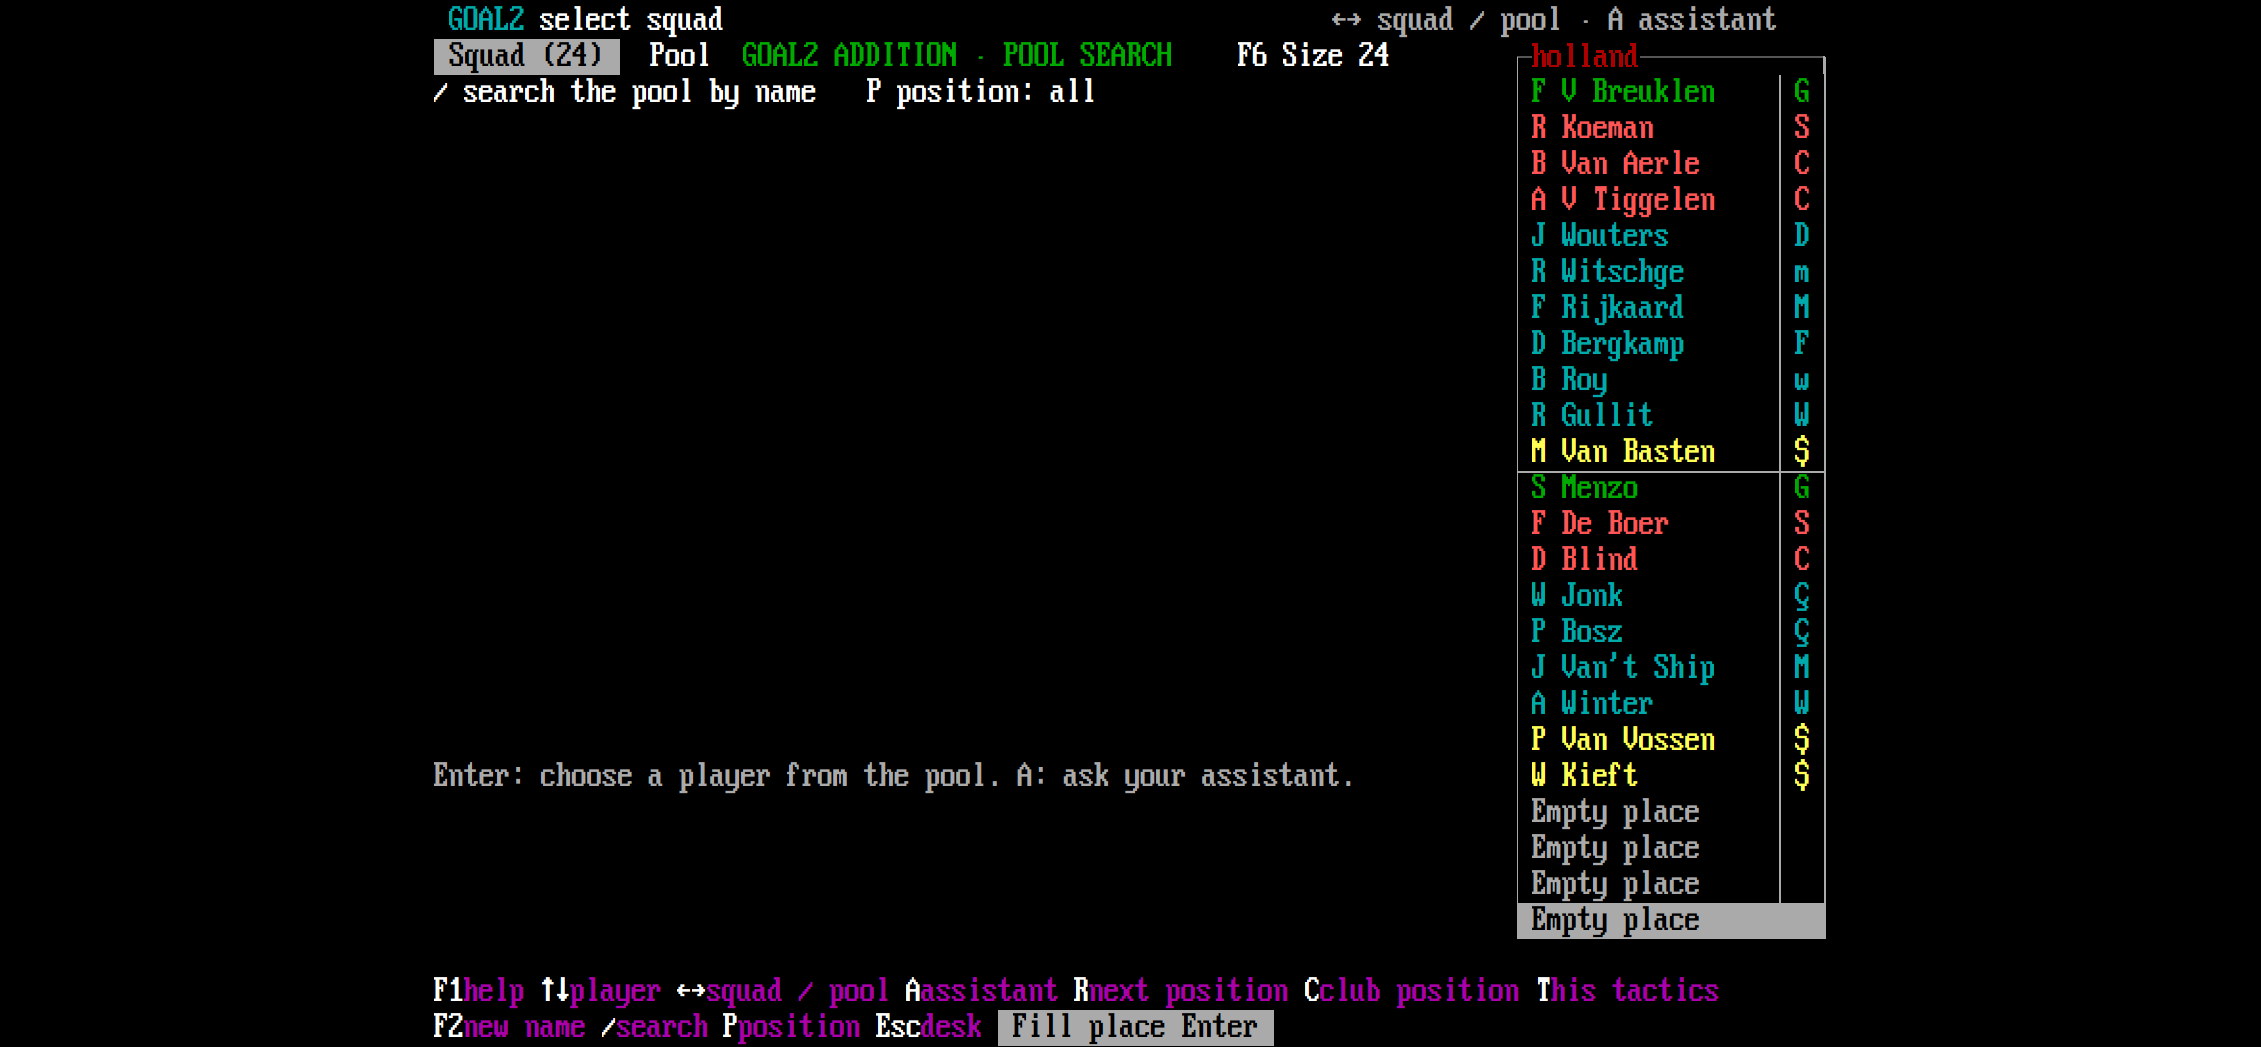 GOAL2 select squad ↔ squad / pool · A assistant
Squad (24) Pool GOAL2 ADDITION · POOL SEARCH F6 Size 24
/ search the pool by name P position: all
holland
F V Breuklen G
R Koeman S
B Van Aerle C
A V Tiggelen C
J Wouters D
R Witschge m
F Rijkaard M
D Bergkamp F
B Roy w
R Gullit W
M Van Basten $
S Menzo G
F De Boer S
D Blind C
W Jonk Ç
P Bosz Ç
J Van't Ship M
A Winter W
P Van Vossen $
W Kieft $
Empty place
Empty place
Empty place
Empty place
Enter: choose a player from the pool. A: ask your assistant.
F1help ↑↓player ↔squad / pool Aassistant Rnext position Cclub position This tactics
F2new name /search Pposition Escdesk Fill place Enter